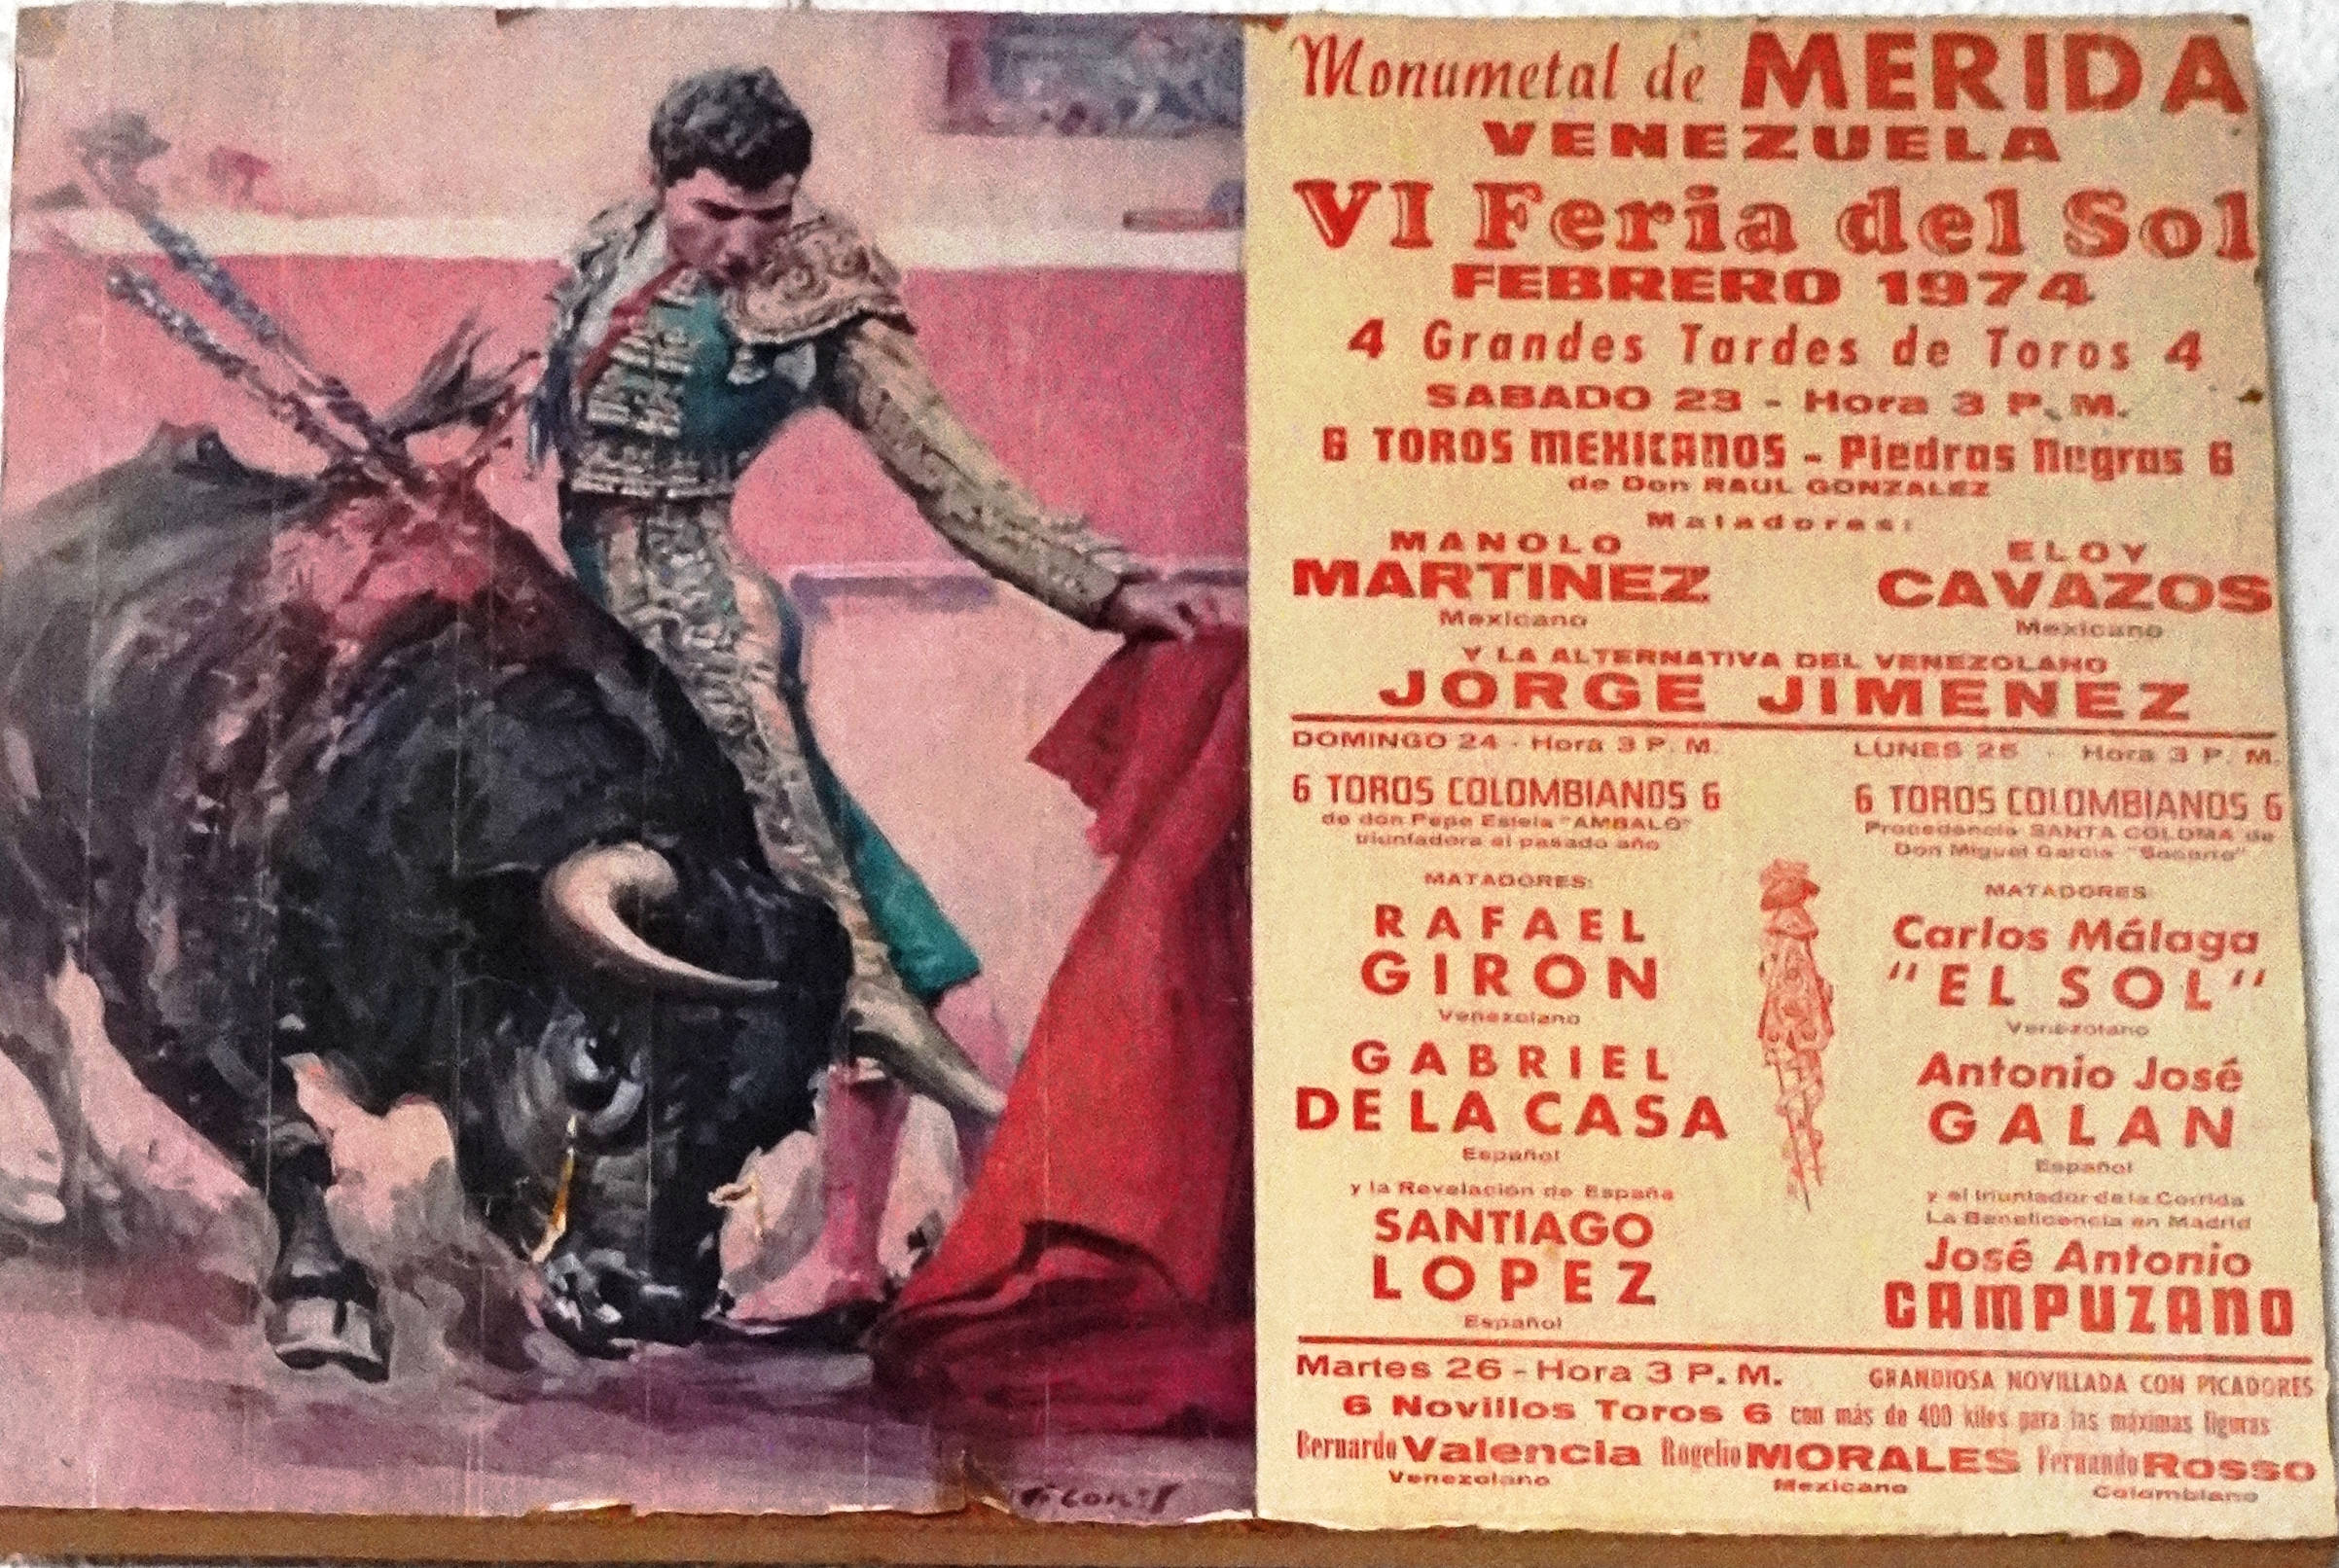 Monumetal de MERIDA
VENEZUELA
VI Feria del Sol
FEBRERO 1974
4 Grandes Tardes de Toros 4
SABADO 23 - Hora 3 P. M.
6 TOROS MEXICANOS - Piedras Negras 6
de Don RAUL GONZALEZ
Matadores:
MANOLO
MARTINEZ
Mexicano
ELOY
CAVAZOS
Mexicano
Y LA ALTERNATIVA DEL VENEZOLANO
JORGE JIMENEZ
DOMINGO 24 - Hora 3 P. M.
6 TOROS COLOMBIANOS 6
de don Pepe Estela "AMBALO"
triunfadora el pasado año
MATADORES:
RAFAEL
GIRON
Venezolano
GABRIEL
DE LA CASA
Español
y la Revelación de España
SANTIAGO
LOPEZ
Español
LUNES 25 - Hora 3 P. M.
6 TOROS COLOMBIANOS 6
Procedencia SANTA COLOMA de
Don Miguel García
MATADORES
Carlos Málaga
"EL SOL"
Venezolano
Antonio José
GALAN
Español
y el triunfador de la Corrida
La Beneficencia en Madrid
José Antonio
CAMPUZANO
Martes 26 - Hora 3 P. M. GRANDIOSA NOVILLADA CON PICADORES
6 Novillos Toros 6 con más de 400 kilos para las máximas figuras
Bernardo Valencia Rogelio MORALES Fernando Rosso
Venezolano Mexicano Colombiano